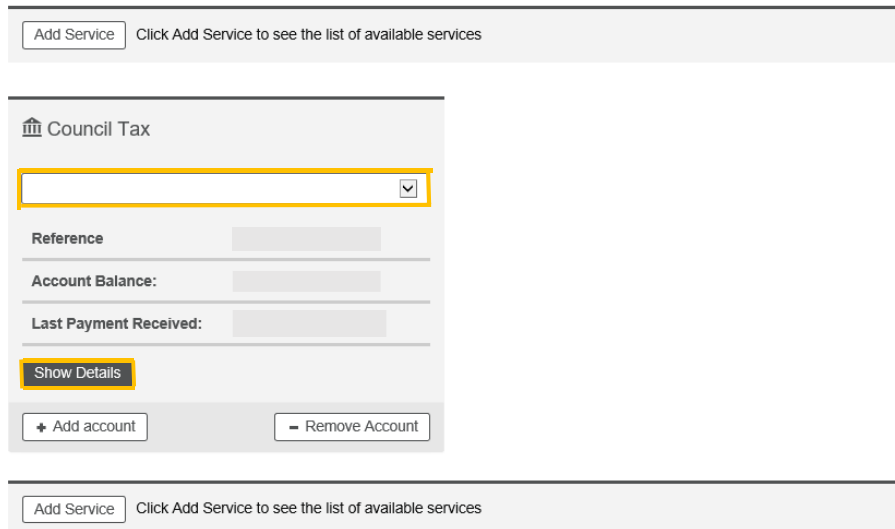 Add Service Click Add Service to see the list of available services
Council Tax
Reference
Account Balance:
Last Payment Received:
Show Details
+ Add account
– Remove Account
Add Service Click Add Service to see the list of available services